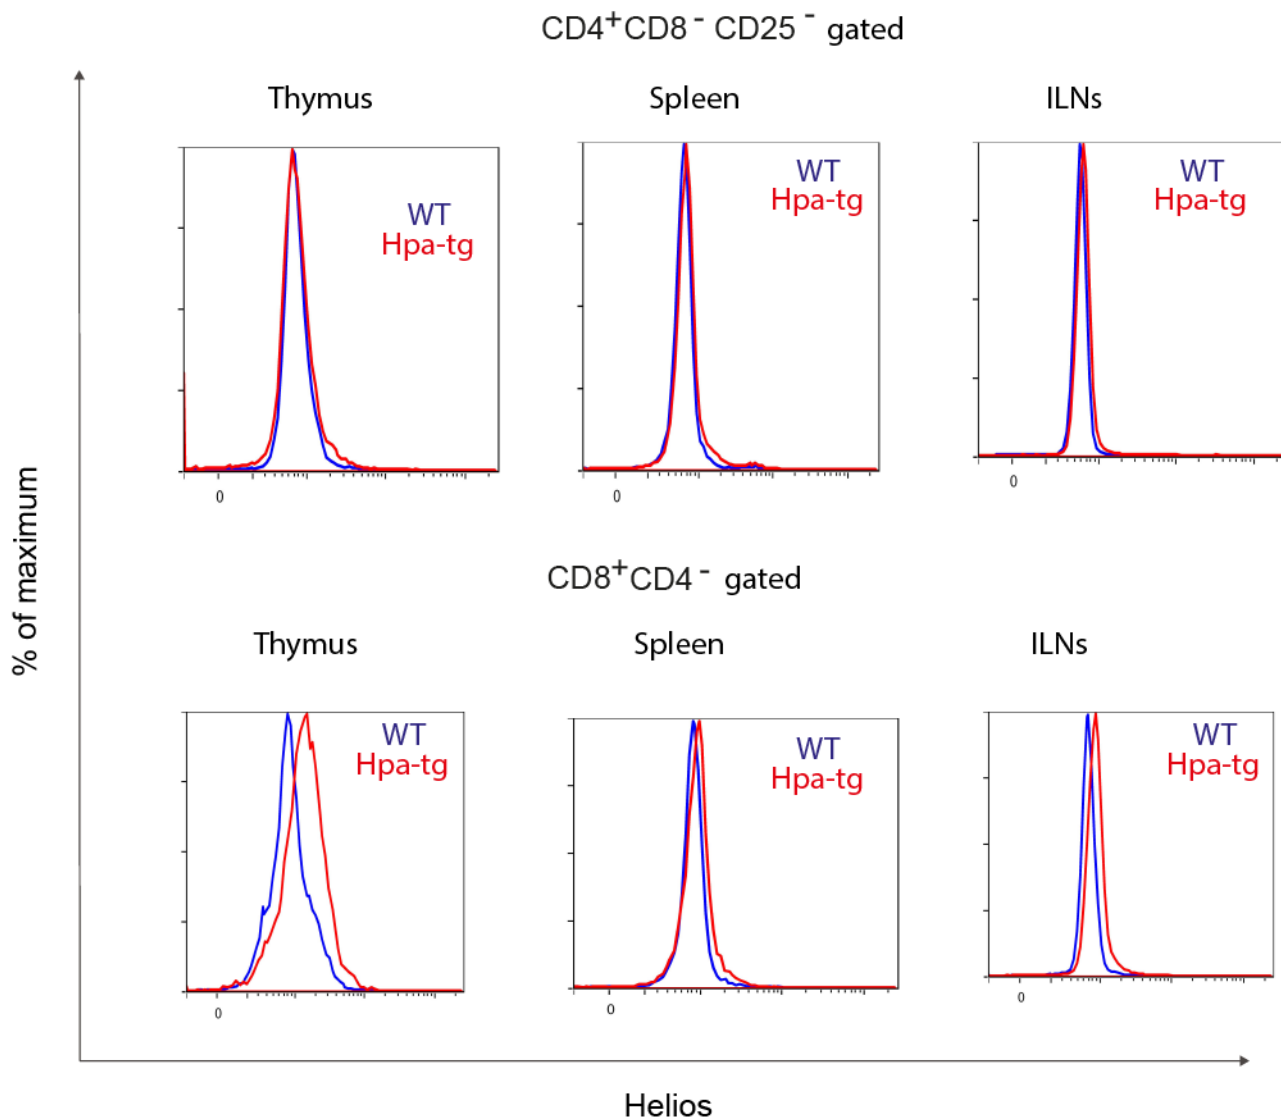 CD4⁺CD8⁻ CD25⁻ gated
Thymus
Spleen
ILNs
WT
Hpa-tg
WT
Hpa-tg
WT
Hpa-tg
0
0
0
% of maximum
CD8⁺CD4⁻ gated
Thymus
Spleen
ILNs
WT
Hpa-tg
WT
Hpa-tg
WT
Hpa-tg
0
0
0
Helios